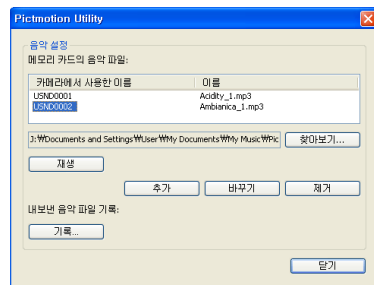 Pictmotion Utility
음악 설정
메모리 카드의 음악 파일:
카메라에서 사용한 이름 이름
USND0001 Acidity_1.mp3
USND0002 Ambianica_1.mp3
J:₩Documents and Settings₩User₩My Documents₩My Music₩Pic 찾아보기...
재생
추가 바꾸기 제거
내보낸 음악 파일 기록:
기록...
닫기